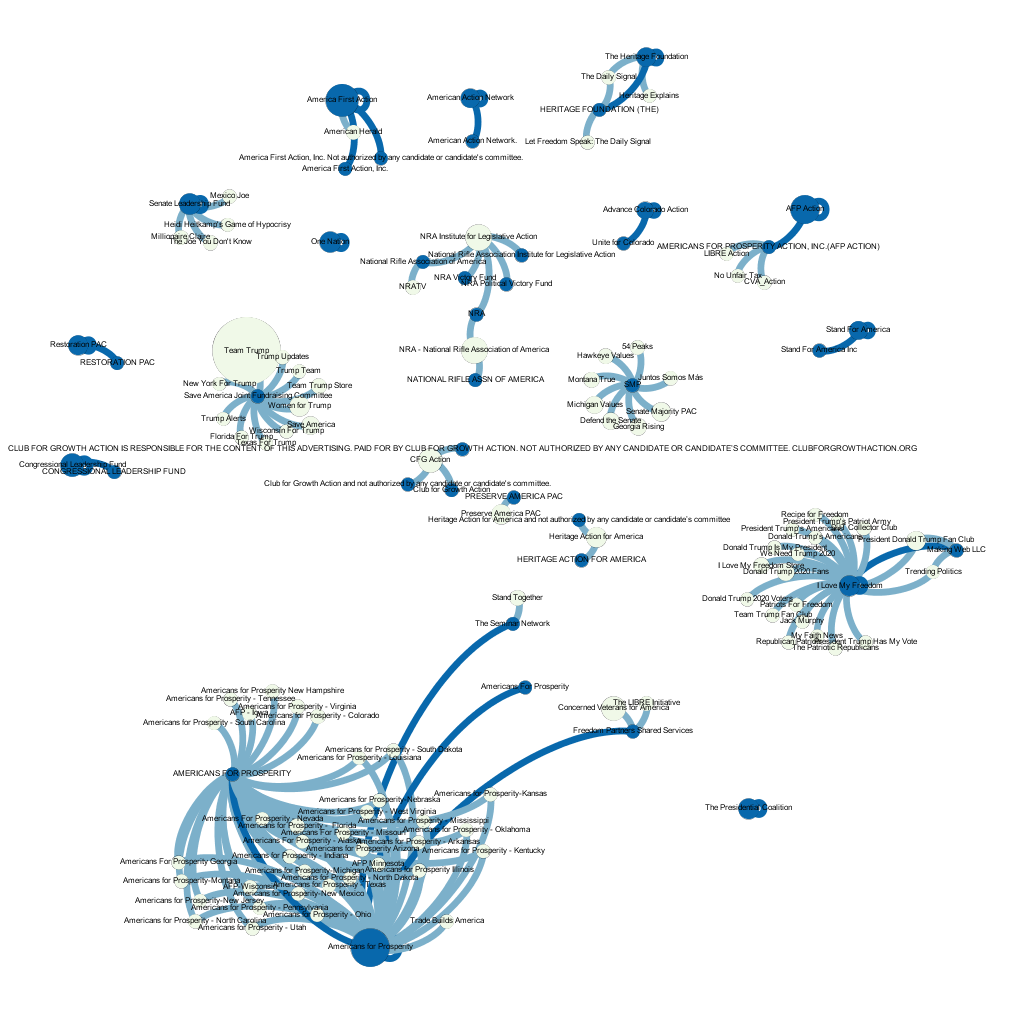 The Heritage Foundation
The Daily Signal
Heritage Explains
HERITAGE FOUNDATION (THE)
Let Freedom Speak: The Daily Signal
America First Action
American Herald
America First Action, Inc. Not authorized by any candidate or candidate's committee.
America First Action, Inc.
American Action Network
American Action Network.
Mexico Joe
Senate Leadership Fund
Heidi Heitkamp's Game of Hypocrisy
Millionaire Claire
The Joe You Don't Know
One Nation
NRA Institute for Legislative Action
National Rifle Association Institute for Legislative Action
National Rifle Association of America
NRA Victory Fund
NRA Political Victory Fund
NRATV
NRA
NRA - National Rifle Association of America
NATIONAL RIFLE ASSN OF AMERICA
Advance Colorado Action
Unite for Colorado
AFP Action
AMERICANS FOR PROSPERITY ACTION, INC. (AFP ACTION)
LIBRE Action
No Unfair Tax
CVA Action
Restoration PAC
RESTORATION PAC
Team Trump
Trump Updates
Trump Team
New York For Trump
Team Trump Store
Save America Joint Fundraising Committee
Women for Trump
Trump Alerts
Save America
Wisconsin For Trump
Florida For Trump
Texas For Trump
54 Peaks
Hawkeye Values
Montana True
Juntos Somos Más
SMP
Michigan Values
Senate Majority PAC
Defend the Senate
Georgia Rising
Stand For America
Stand For America Inc
CLUB FOR GROWTH ACTION IS RESPONSIBLE FOR THE CONTENT OF THIS ADVERTISING. PAID FOR BY CLUB FOR GROWTH ACTION. NOT AUTHORIZED BY ANY CANDIDATE OR CANDIDATE'S COMMITTEE. CLUBFORGROWTHACTION.ORG
CFG Action
Club for Growth Action and not authorized by any candidate or candidate's committee.
Club for Growth Action
Congressional Leadership Fund
CONGRESSIONAL LEADERSHIP FUND
PRESERVE AMERICA PAC
Preserve America PAC
Heritage Action for America and not authorized by any candidate or candidate's committee
Heritage Action for America
HERITAGE ACTION FOR AMERICA
Recipe for Freedom
President Trump's Patriot Army
President Trump's American
Collector Club
Donald Trump's Americans
President Donald Trump Fan Club
Donald Trump Is My President
We Need Trump 2020
Making Web LLC
I Love My Freedom Store
Donald Trump 2020 Fans
Trending Politics
I Love My Freedom
Donald Trump 2020 Voters
Patriots For Freedom
Team Trump Fan Club
Jack Murphy
My Faith News
Republican Patriots
President Trump Has My Vote
The Patriotic Republicans
Stand Together
The Seminar Network
Americans For Prosperity
The LIBRE Initiative
Concerned Veterans for America
Freedom Partners Shared Services
Americans for Prosperity New Hampshire
Americans for Prosperity - Tennessee
Americans for Prosperity - Virginia
AFP - Iowa
Americans for Prosperity - Colorado
Americans for Prosperity - South Carolina
Americans for Prosperity - South Dakota
Americans for Prosperity - Louisiana
AMERICANS FOR PROSPERITY
Americans for Prosperity-Kansas
Americans for Prosperity-Nebraska
Americans for Prosperity - West Virginia
Americans For Prosperity - Nevada
Americans for Prosperity - Mississippi
Americans for Prosperity - Florida
Americans For Prosperity - Missouri
Americans for Prosperity - Oklahoma
Americans For Prosperity - Alaska
Americans for Prosperity - Arkansas
Americans for Prosperity Arizona
Americans for Prosperity - Kentucky
Americans for Prosperity - Indiana
Americans For Prosperity Georgia
AFP Minnesota
Americans for Prosperity-Michigan
Americans for Prosperity Illinois
Americans for Prosperity - North Dakota
Americans for Prosperity-Montana
AFP-Wisconsin
Americans for Prosperity - Texas
Americans for Prosperity-New Mexico
Americans for Prosperity-New Jersey
Americans for Prosperity - Pennsylvania
Americans for Prosperity - Ohio
Americans for Prosperity - North Carolina
Americans for Prosperity - Utah
Trade Builds America
Americans for Prosperity
The Presidential Coalition